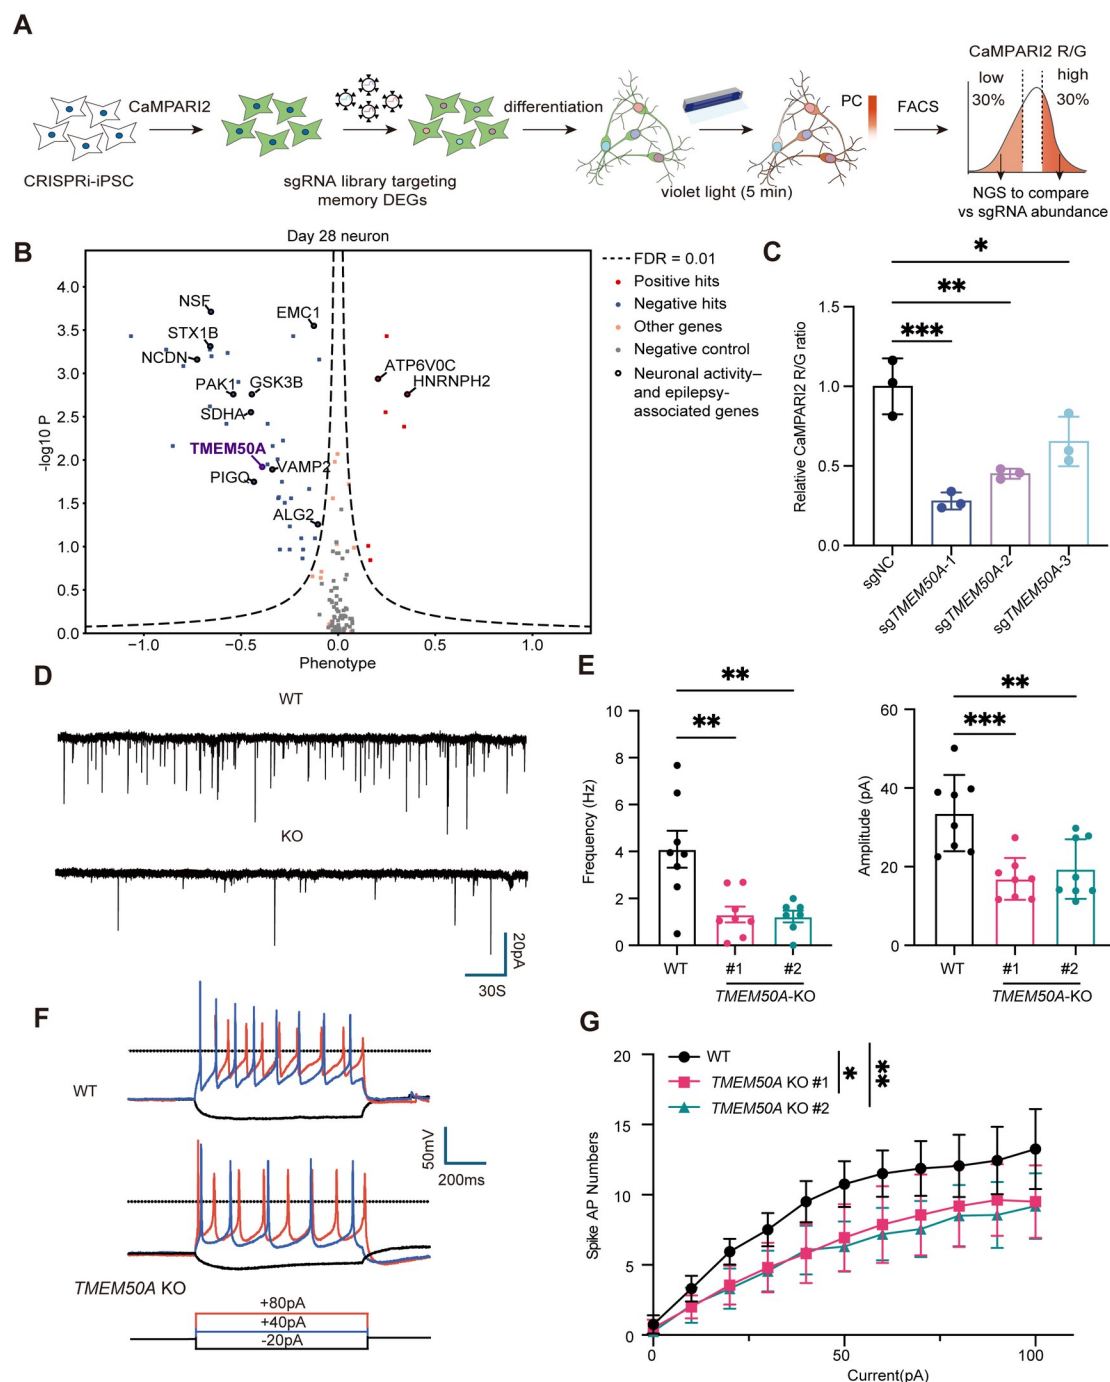 A
CRISPRi-iPSC
CaMPARI2
sgRNA library targeting
memory DEGs
differentiation
violet light (5 min)
PC
FACS
CaMPARI2 R/G
low
30%
high
30%
NGS to compare
vs sgRNA abundance
B
Day 28 neuron
-log10 P
4.0
3.5
3.0
2.5
2.0
1.5
1.0
0.5
0.0
−1.0
−0.5
0.0
0.5
1.0
Phenotype
NSF
EMC1
STX1B
NCDN
PAK1
GSK3B
SDHA
TMEM50A
VAMP2
PIGQ
ALG2
ATP6V0C
HNRNPH2
FDR = 0.01
Positive hits
Negative hits
Other genes
Negative control
Neuronal activity–
and epilepsy-
associated genes
C
*
**
***
Relative CaMPARI2 R/G ratio
1.5
1.0
0.5
0.0
sgNC
sgTMEM50A-1
sgTMEM50A-2
sgTMEM50A-3
D
WT
KO
20pA
30S
E
**
**
Frequency (Hz)
10
8
6
4
2
0
WT
#1
#2
TMEM50A-KO
**
***
Amplitude (pA)
60
40
20
0
WT
#1
#2
TMEM50A-KO
F
WT
50mV
200ms
TMEM50A KO
+80pA
+40pA
-20pA
G
WT
TMEM50A KO #1
TMEM50A KO #2
*
**
Spike AP Numbers
20
15
10
5
0
0
50
100
Current(pA)